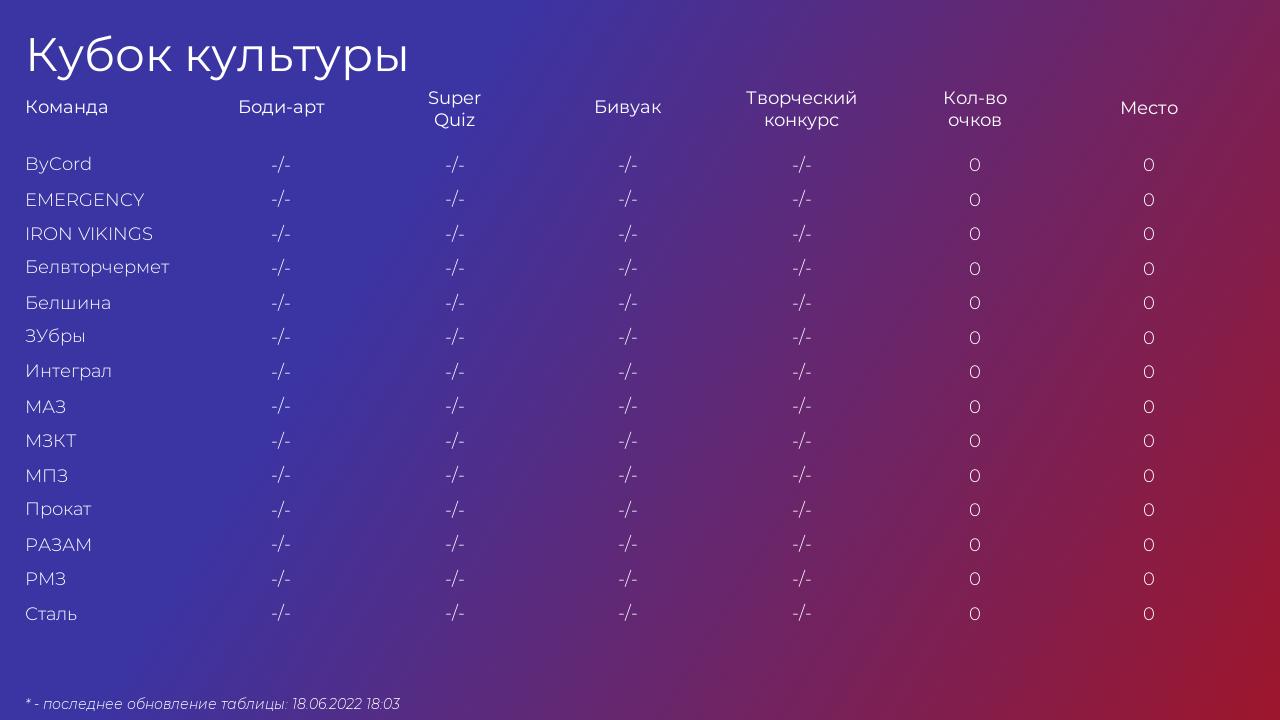 Кубок культуры
Команда Боди-арт Super Quiz Бивуак Творческий конкурс Кол-во очков Место
ByCord -/- -/- -/- -/- 0 0
EMERGENCY -/- -/- -/- -/- 0 0
IRON VIKINGS -/- -/- -/- -/- 0 0
Белвторчермет -/- -/- -/- -/- 0 0
Белшина -/- -/- -/- -/- 0 0
ЗУбры -/- -/- -/- -/- 0 0
Интеграл -/- -/- -/- -/- 0 0
МАЗ -/- -/- -/- -/- 0 0
МЗКТ -/- -/- -/- -/- 0 0
МПЗ -/- -/- -/- -/- 0 0
Прокат -/- -/- -/- -/- 0 0
РАЗАМ -/- -/- -/- -/- 0 0
РМЗ -/- -/- -/- -/- 0 0
Сталь -/- -/- -/- -/- 0 0
* - последнее обновление таблицы: 18.06.2022 18:03